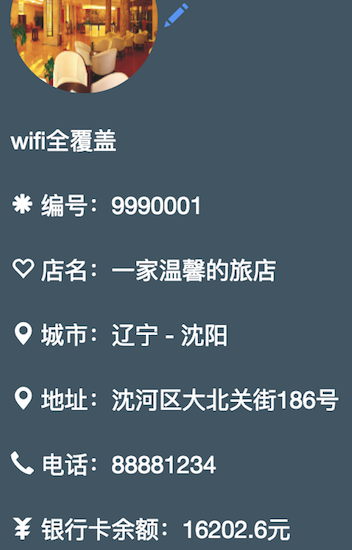 wifi全覆盖
编号：9990001
店名：一家温馨的旅店
城市：辽宁 - 沈阳
地址：沈河区大北关街186号
电话：88881234
银行卡余额：16202.6元